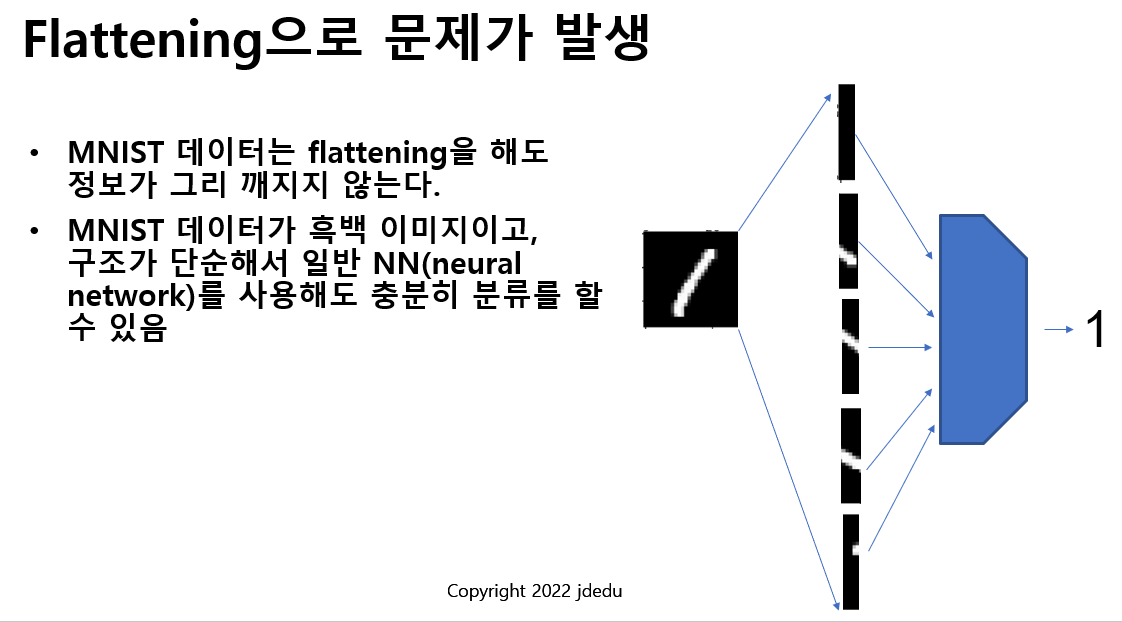 Flattening으로 문제가 발생
• MNIST 데이터는 flattening을 해도
정보가 그리 깨지지 않는다.
• MNIST 데이터가 흑백 이미지이고,
구조가 단순해서 일반 NN(neural
network)를 사용해도 충분히 분류를 할
수 있음
1
Copyright 2022 jdedu